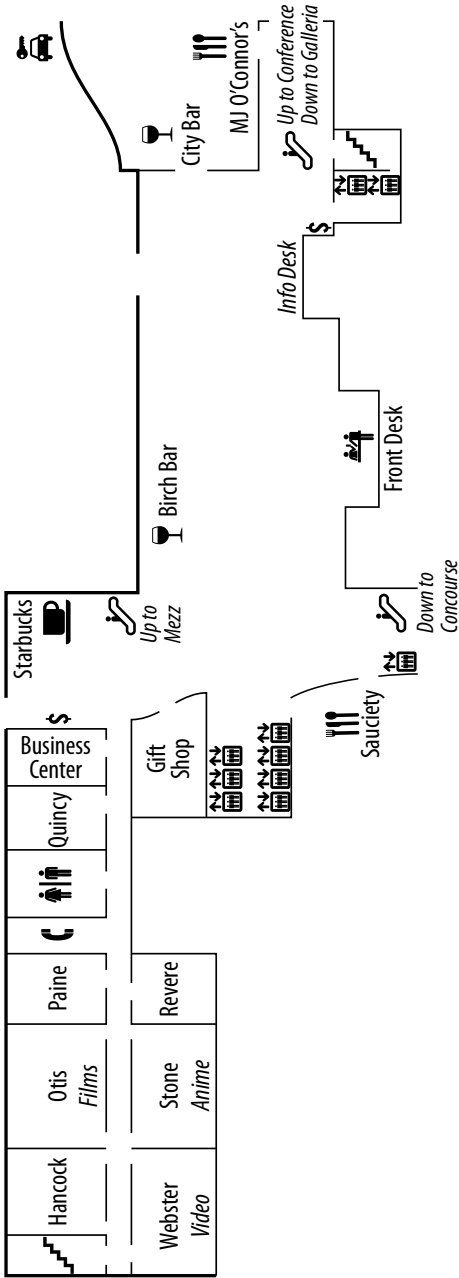 Hancock
Otis
Films
Paine
Quincy
Business
Center
$
Starbucks
Up to
Mezz
Birch Bar
City Bar
MJ O'Connor's
Up to Conference
Down to Galleria
Webster
Video
Stone
Anime
Revere
Gift
Shop
Sauciety
Down to
Concourse
Front Desk
Info Desk
$